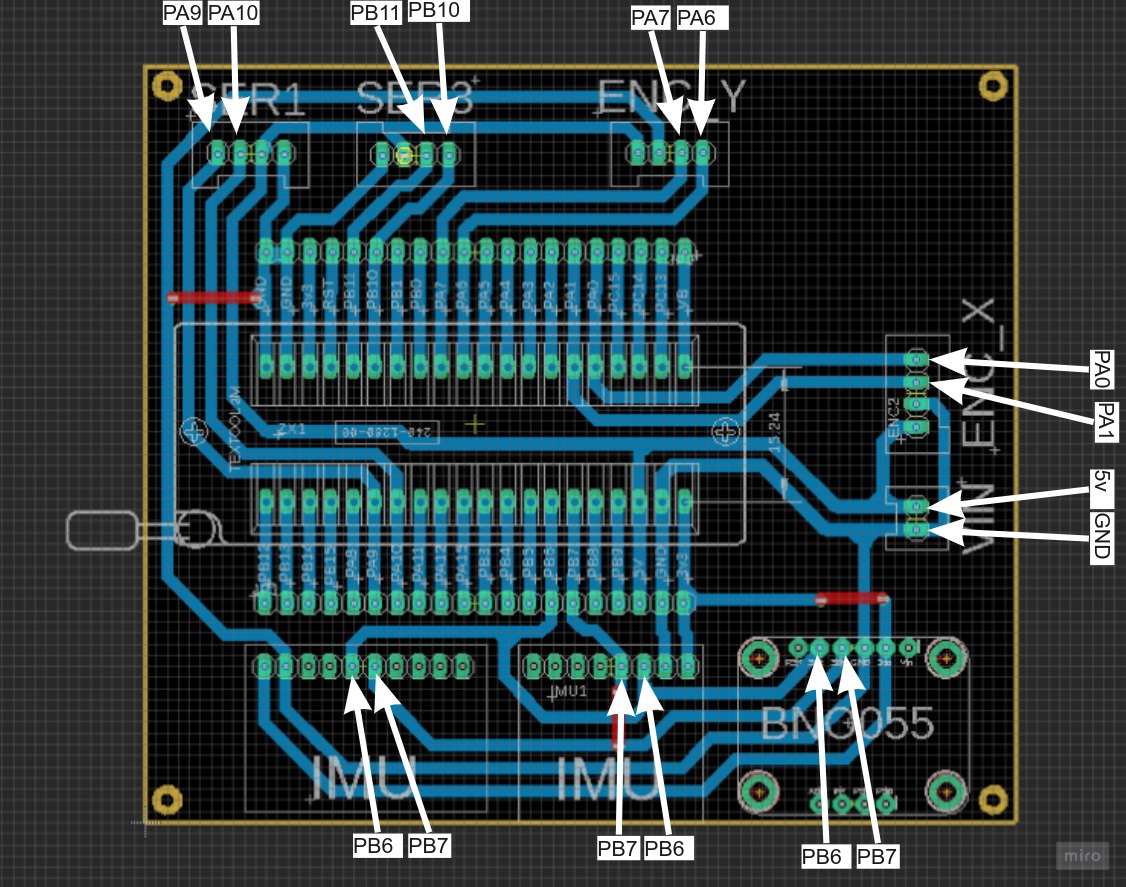 PA9 PA10 PB11 PB10 PA7 PA6
SER1 SER3 ENC_Y
GND GND 3v3 RST PB11 PB10 PB1 PB0 PA7 PA6 PA5 PA4 PA3 PA2 PA1 PA0 PC15 PC14 PC13 VB
ENC_X
PA0
PA1
ENC2
15.24
TEXTOOL3M
ZX1
240-1280-00
5v
GND
VIN
PB12 PB13 PB14 PB15 PA8 PA9 PA10 PA11 PA12 PA15 PB3 PB4 PB5 PB6 PB7 PB8 PB9 5V GND 3v3
IMU1
BNO055
IMU IMU
PB6 PB7 PB7 PB6 PB6 PB7
miro